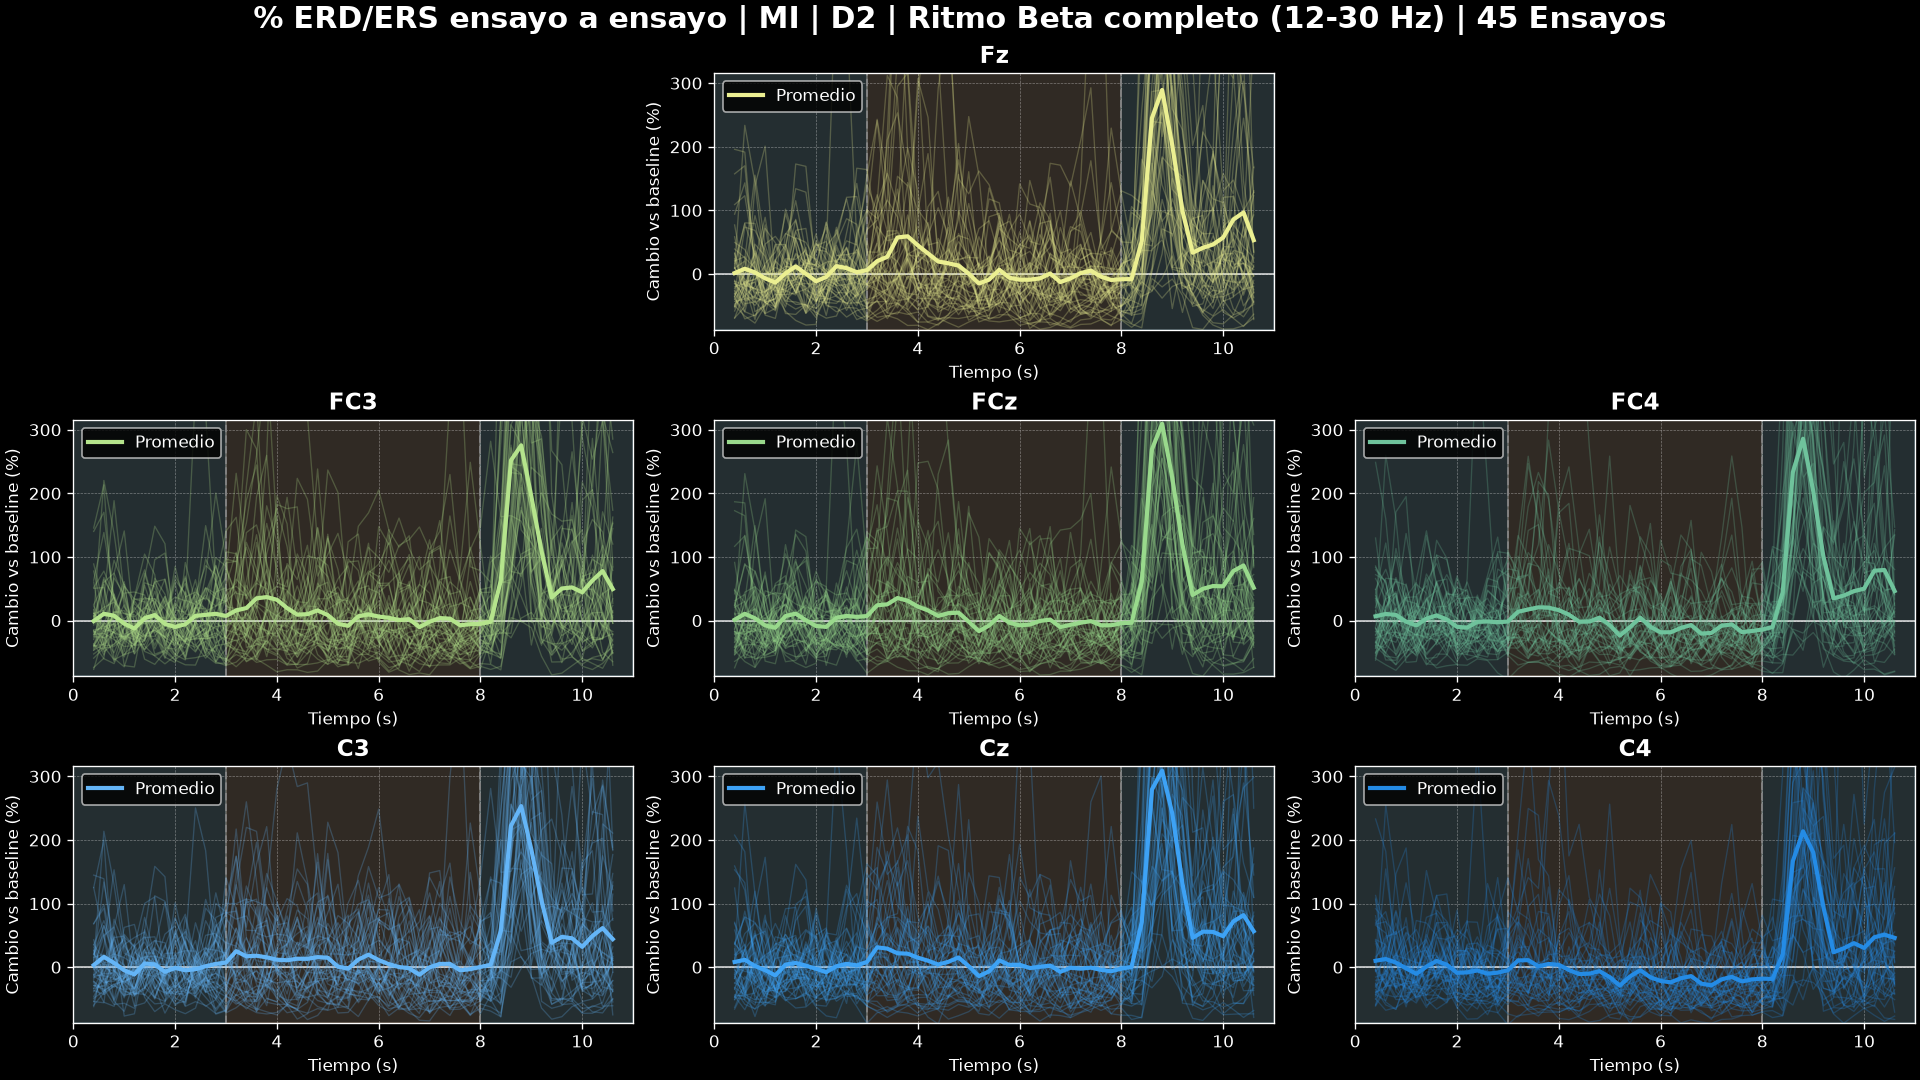 % ERD/ERS ensayo a ensayo | MI | D2 | Ritmo Beta completo (12-30 Hz) | 45 Ensayos
Fz
Promedio
Cambio vs baseline (%)
300
200
100
0
0 2 4 6 8 10
Tiempo (s)
FC3
Promedio
Cambio vs baseline (%)
300
200
100
0
0 2 4 6 8 10
Tiempo (s)
FCz
Promedio
Cambio vs baseline (%)
300
200
100
0
0 2 4 6 8 10
Tiempo (s)
FC4
Promedio
Cambio vs baseline (%)
300
200
100
0
0 2 4 6 8 10
Tiempo (s)
C3
Promedio
Cambio vs baseline (%)
300
200
100
0
0 2 4 6 8 10
Tiempo (s)
Cz
Promedio
Cambio vs baseline (%)
300
200
100
0
0 2 4 6 8 10
Tiempo (s)
C4
Promedio
Cambio vs baseline (%)
300
200
100
0
0 2 4 6 8 10
Tiempo (s)